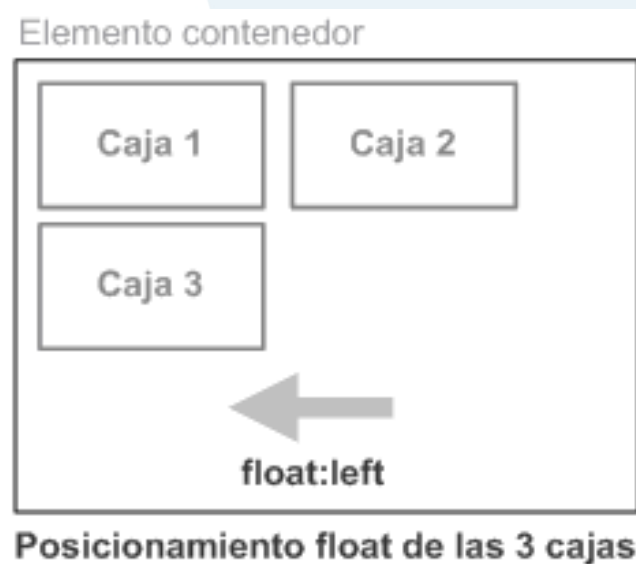 Elemento contenedor
Caja 1 Caja 2
Caja 3
float:left
Posicionamiento float de las 3 cajas